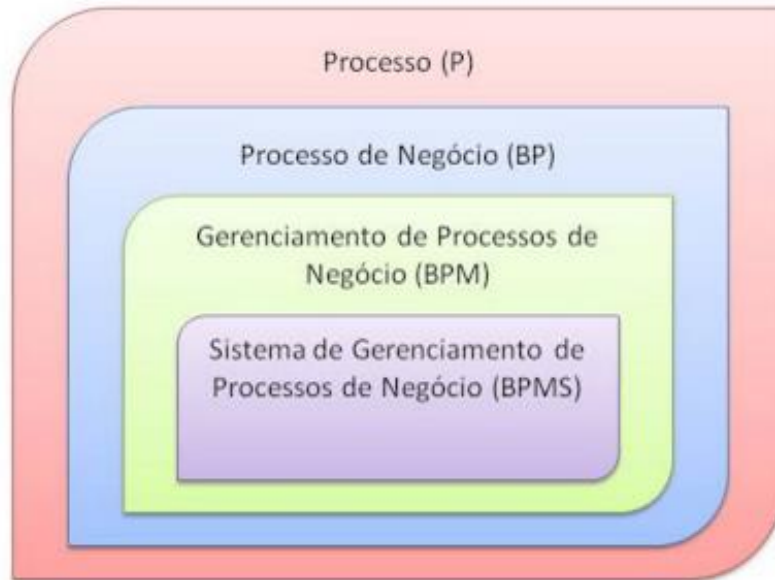 Processo (P)
Processo de Negócio (BP)
Gerenciamento de Processos de
Negócio (BPM)
Sistema de Gerenciamento de
Processos de Negócio (BPMS)